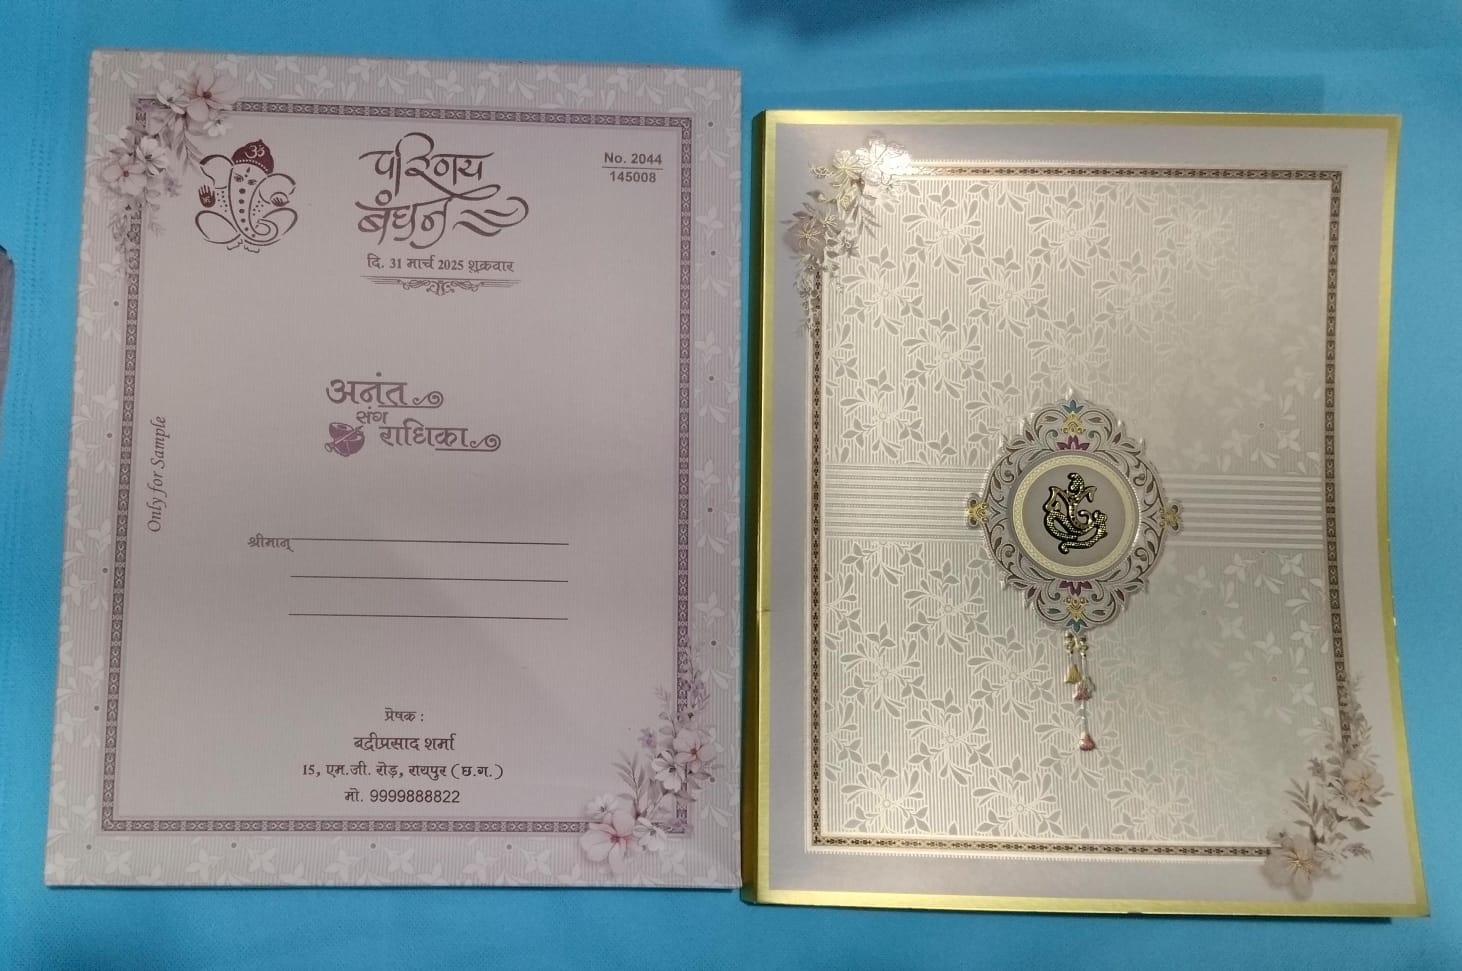 ॐ
परिणय
बंधन
No. 2044
145008
दि. 31 मार्च 2025 शुक्रवार
अनंत
संग
राधिका
Only for Sample
श्रीमान्
प्रेषक :
बद्रीप्रसाद शर्मा
15, एम.जी. रोड़, रायपुर (छ.ग.)
मो. 9999888822